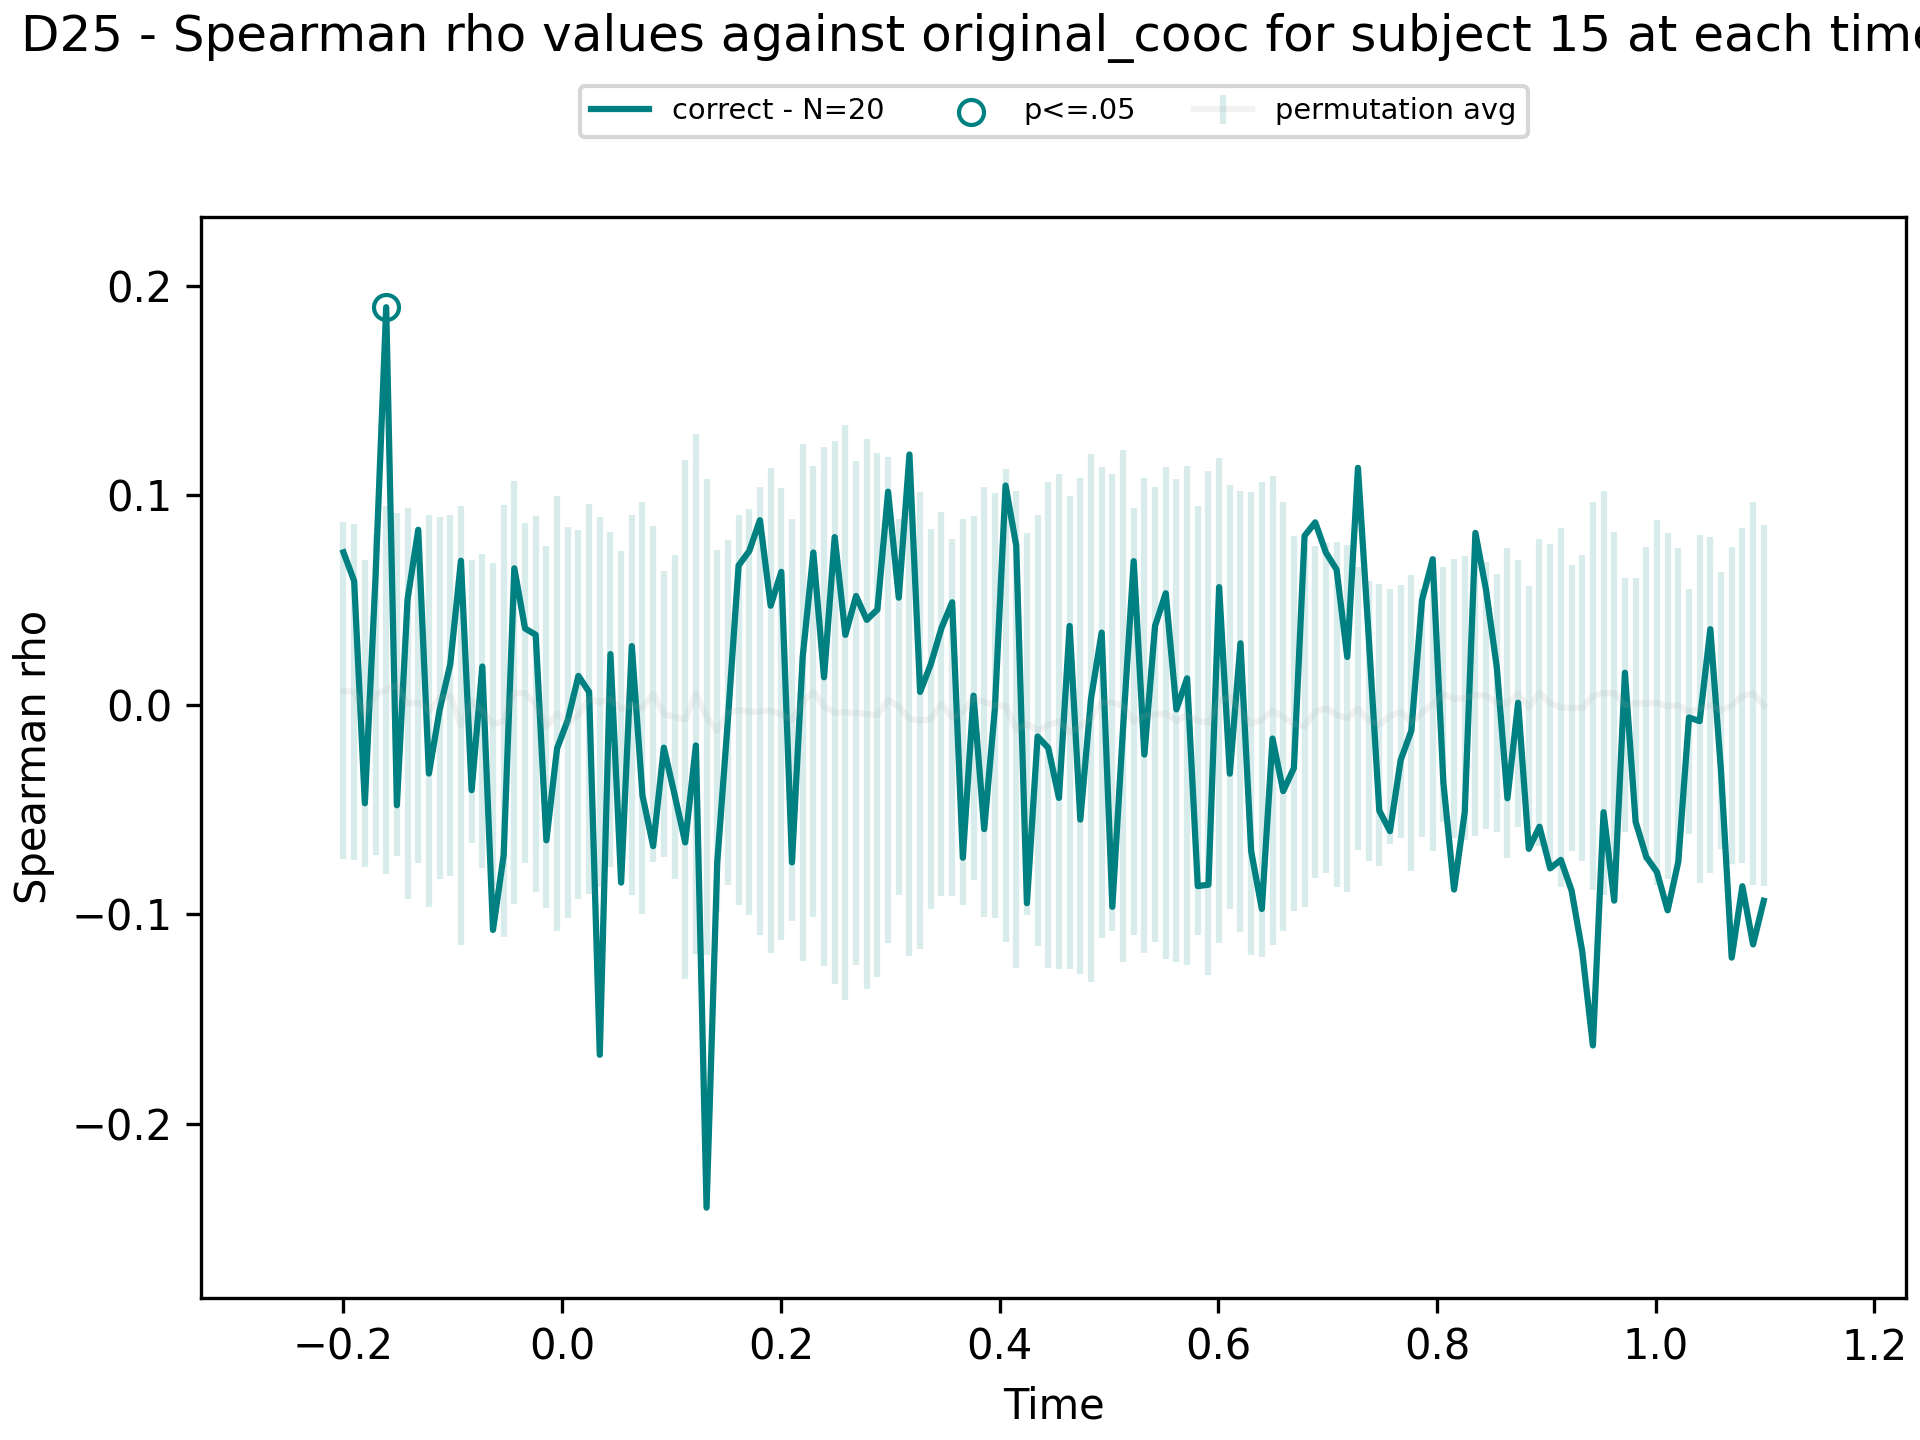 D25 - Spearman rho values against original_cooc for subject 15 at each time
correct - N=20 p<=.05 permutation avg
0.2
0.1
0.0
−0.1
−0.2
Spearman rho
−0.2 0.0 0.2 0.4 0.6 0.8 1.0 1.2
Time